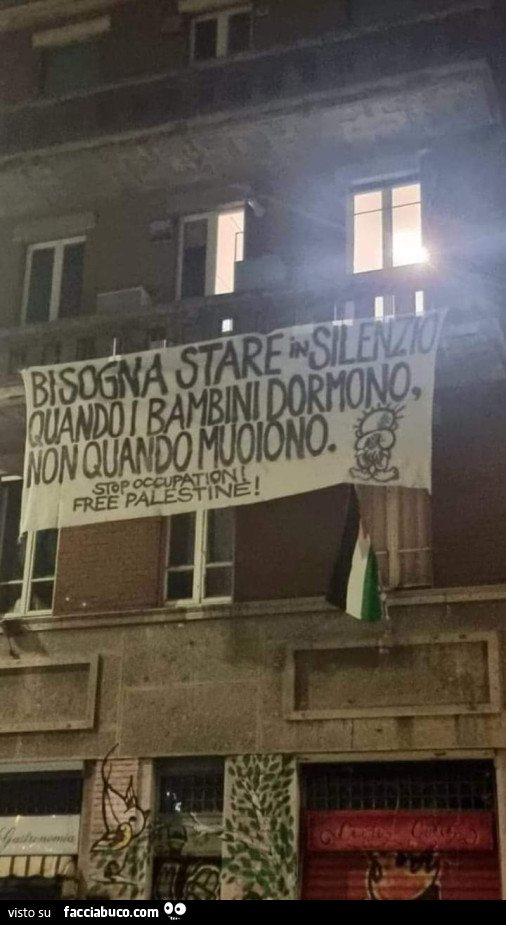 BISOGNA STARE in SILENZIO
QUANDO I BAMBINI DORMONO,
NON QUANDO MUOIONO.
STOP OCCUPATION!
FREE PALESTINE!
Gastronomia
visto su facciabuco.com